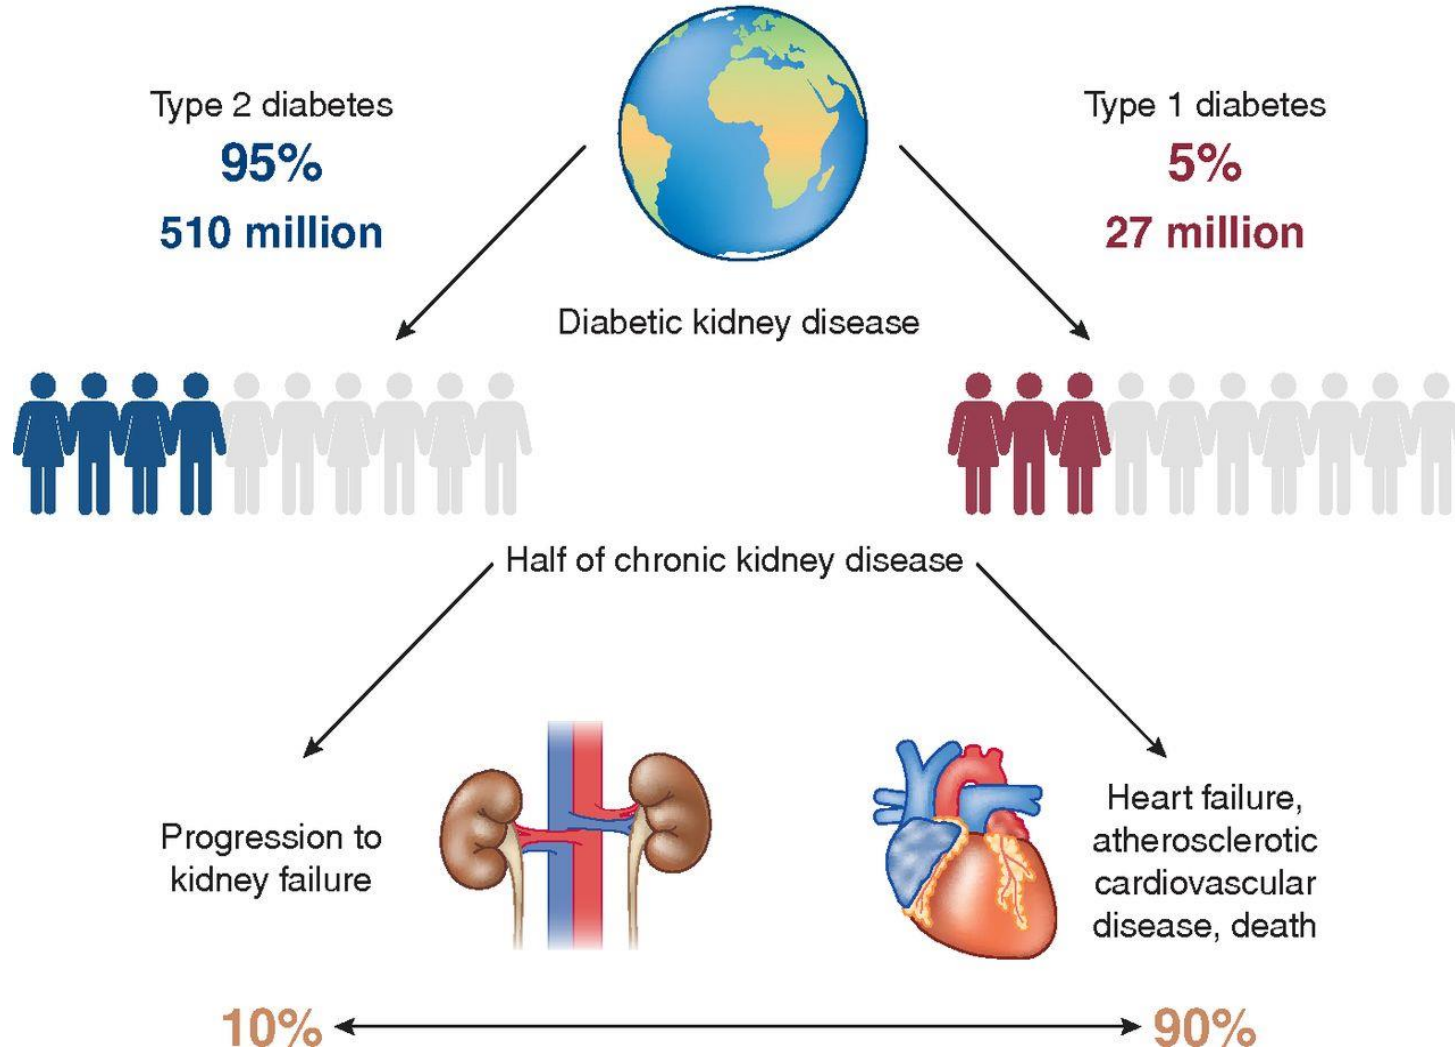 Type 2 diabetes
95%
510 million
Type 1 diabetes
5%
27 million
Diabetic kidney disease
Half of chronic kidney disease
Progression to
kidney failure
Heart failure,
atherosclerotic
cardiovascular
disease, death
10%
90%